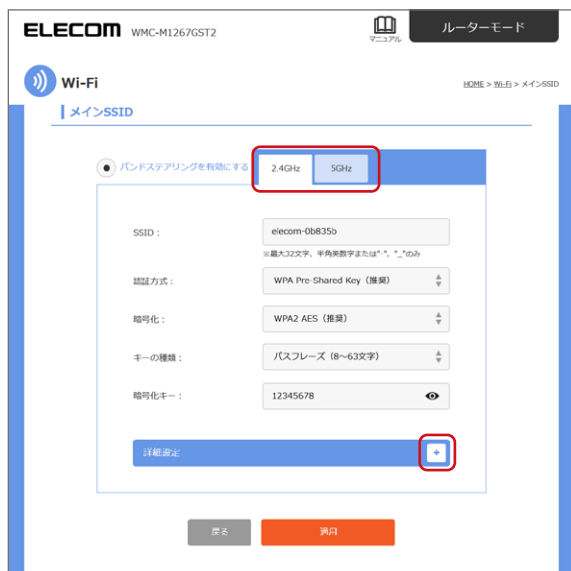 ELECOM WMC-M1267GST2
マニュアル
ルーターモード
Wi-Fi
HOME > Wi-Fi > メインSSID
メインSSID
バンドステアリングを有効にする 2.4GHz 5GHz
SSID : elecom-0b835b
※最大32文字、半角英数字または"-"、"_"のみ
認証方式 : WPA Pre-Shared Key（推奨）
暗号化 : WPA2 AES（推奨）
キーの種類 : パスフレーズ（8～63文字）
暗号化キー : 12345678
詳細設定 +
戻る 適用